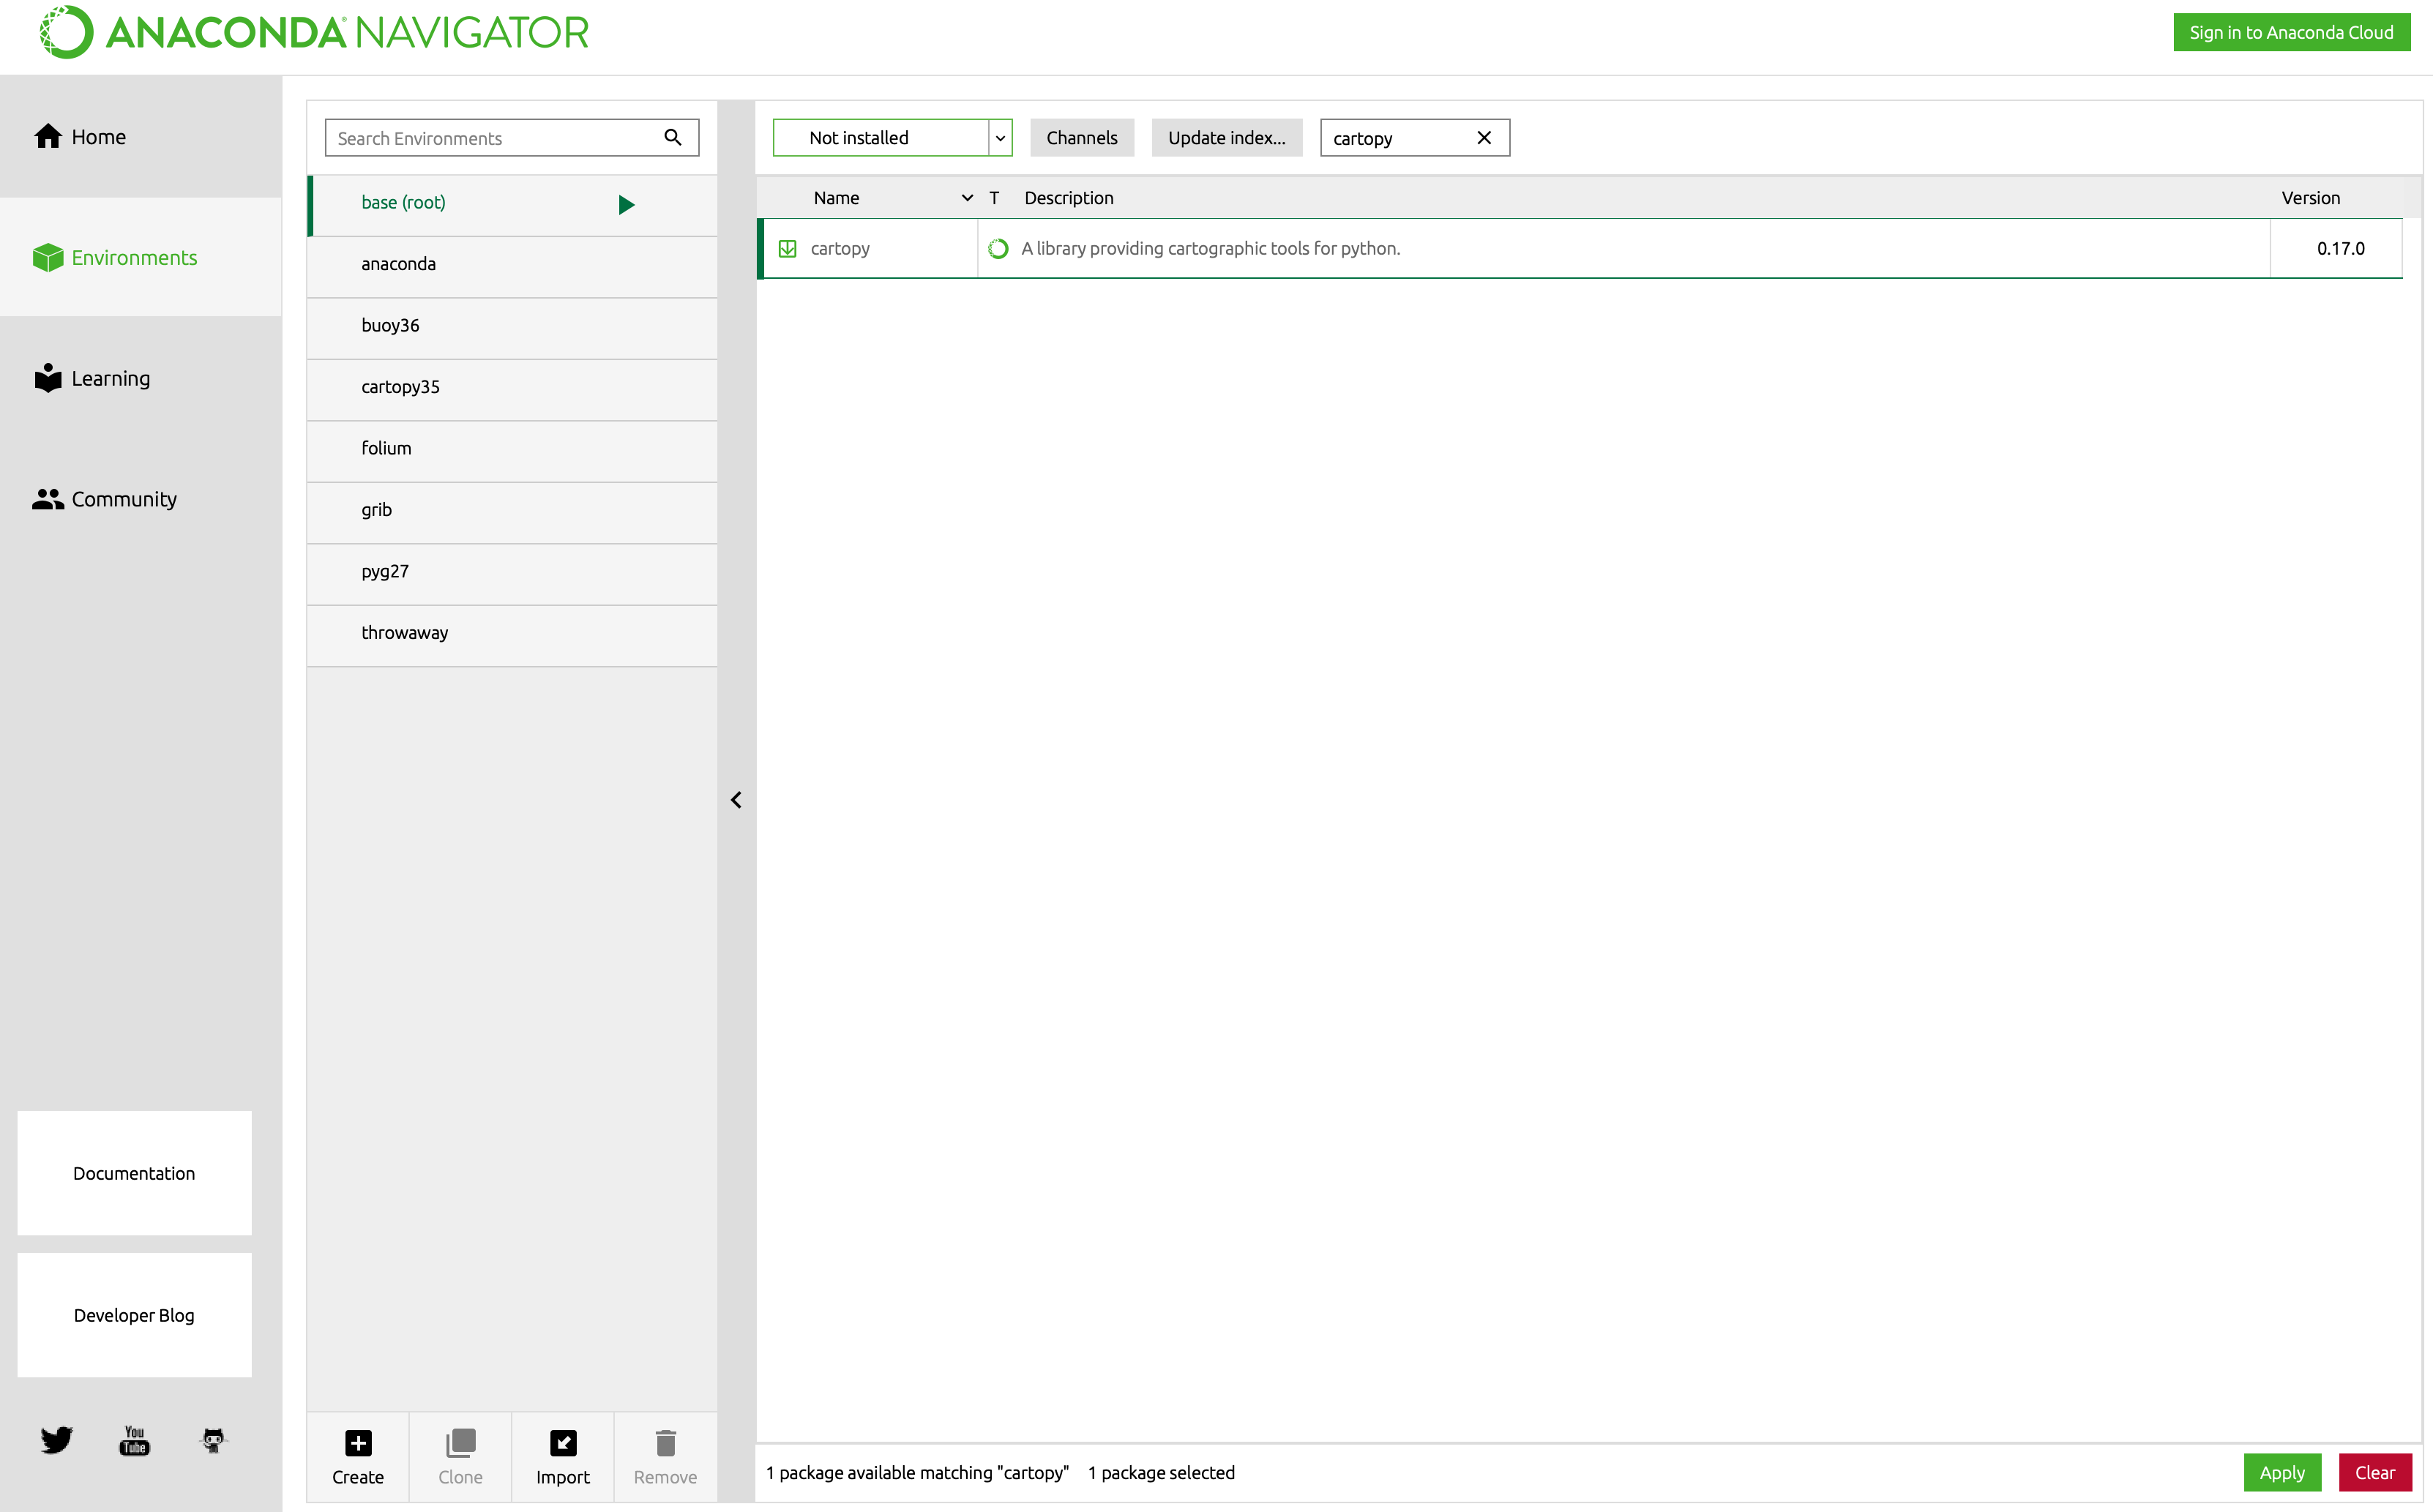 ANACONDA NAVIGATOR
Sign in to Anaconda Cloud
Home
Environments
Learning
Community
Documentation
Developer Blog
You
Tube
Search Environments
base (root)
anaconda
buoy36
cartopy35
folium
grib
pyg27
throwaway
Create
Clone
Import
Remove
Not installed
Channels
Update index...
cartopy
Name T Description Version
cartopy A library providing cartographic tools for python. 0.17.0
1 package available matching "cartopy" 1 package selected
Apply
Clear